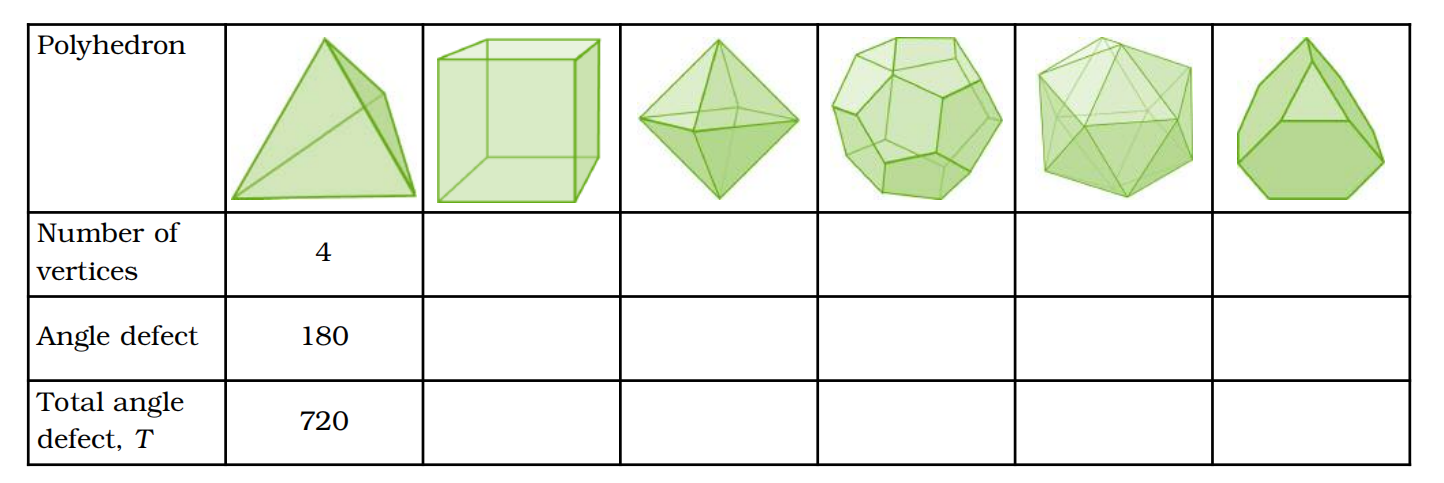 Polyhedron
Number of
vertices
4
Angle defect
180
Total angle
defect, T
720